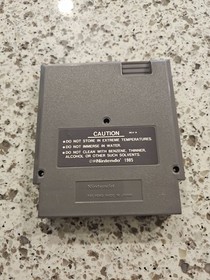 CAUTION
●DO NOT STORE IN EXTREME TEMPERATURES.
●DO NOT IMMERSE IN WATER.
●DO NOT CLEAN WITH BENZENE, THINNER,
ALCOHOL OR OTHER SUCH SOLVENTS.
©Nintendo® 1985
Nintendo